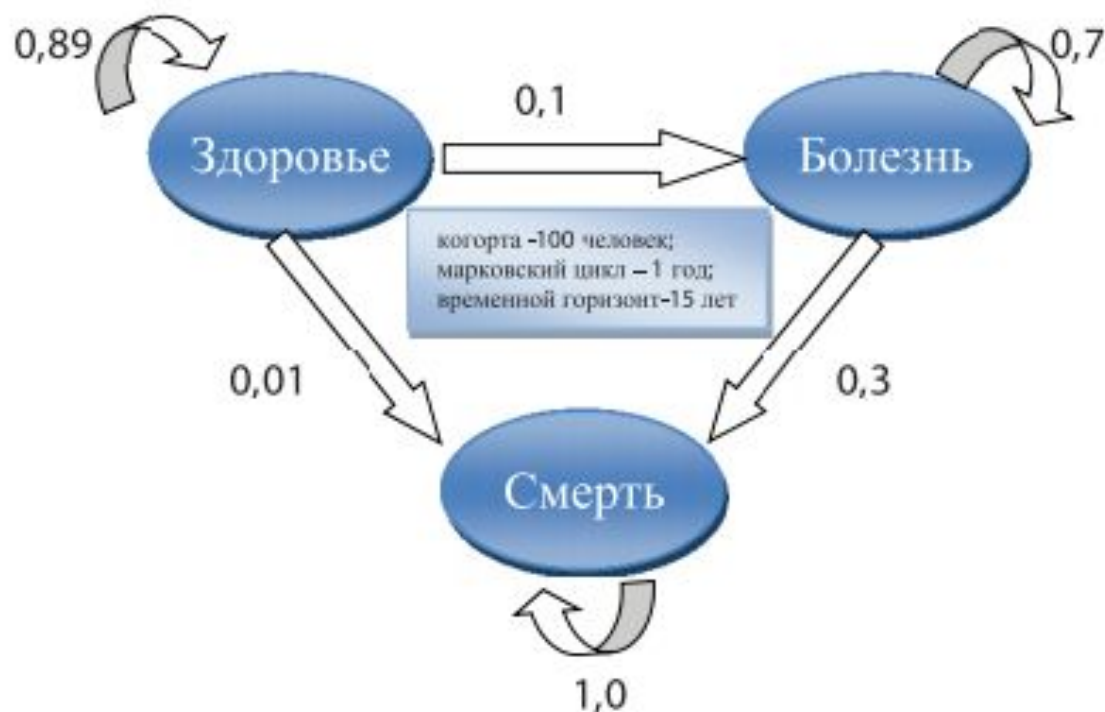 0,89
0,7
0,1
Здоровье
Болезнь
когорта -100 человек;
марковский цикл – 1 год;
временной горизонт-15 лет
0,01
0,3
Смерть
1,0